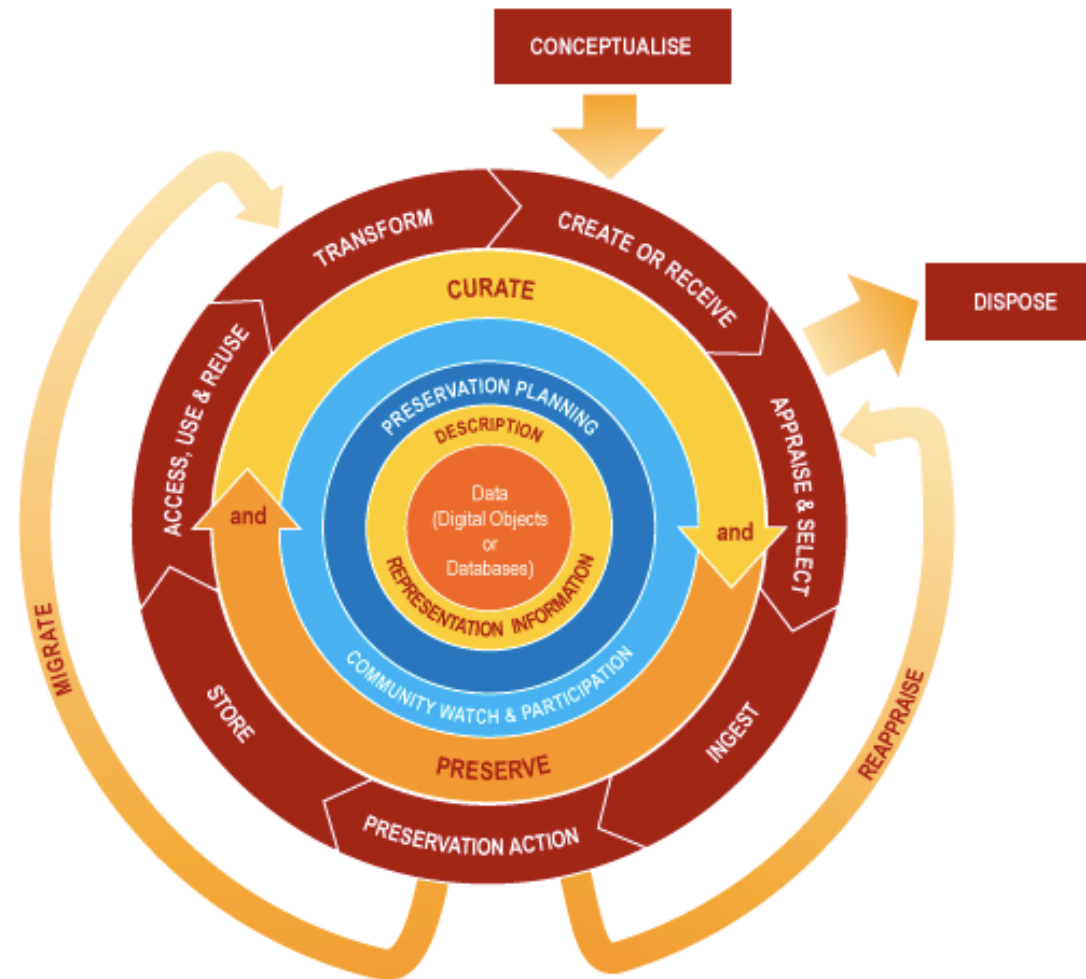 CONCEPTUALISE
CREATE OR RECEIVE
DISPOSE
APPRAISE & SELECT
INGEST
REAPPRAISE
PRESERVATION ACTION
STORE
MIGRATE
ACCESS, USE & REUSE
TRANSFORM
CURATE
and
PRESERVE
and
COMMUNITY WATCH & PARTICIPATION
PRESERVATION PLANNING
DESCRIPTION
REPRESENTATION INFORMATION
Data
(Digital Objects
or
Databases)